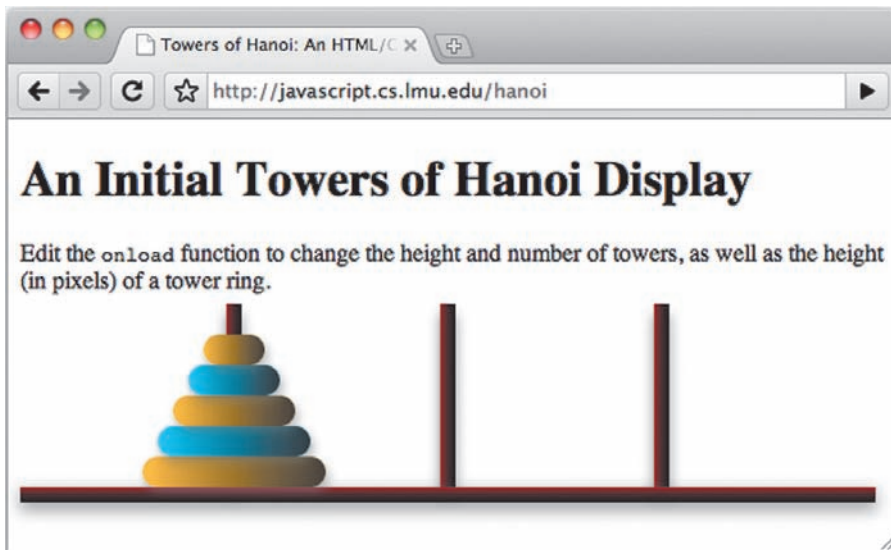 Towers of Hanoi: An HTML/C
http://javascript.cs.lmu.edu/hanoi
An Initial Towers of Hanoi Display
Edit the onload function to change the height and number of towers, as well as the height
(in pixels) of a tower ring.